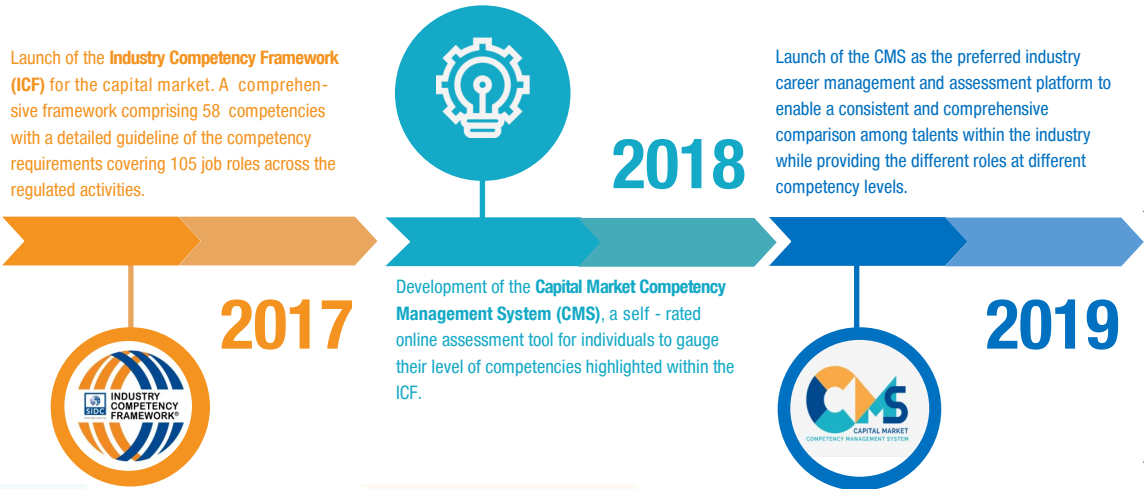 Launch of the Industry Competency Framework
(ICF) for the capital market. A comprehen-
sive framework comprising 58 competencies
with a detailed guideline of the competency
requirements covering 105 job roles across the
regulated activities.
2017
SIDC
INDUSTRY
COMPETENCY
FRAMEWORK®
2018
Development of the Capital Market Competency
Management System (CMS), a self - rated
online assessment tool for individuals to gauge
their level of competencies highlighted within the
ICF.
Launch of the CMS as the preferred industry
career management and assessment platform to
enable a consistent and comprehensive
comparison among talents within the industry
while providing the different roles at different
competency levels.
2019
CMS
CAPITAL MARKET
COMPETENCY MANAGEMENT SYSTEM